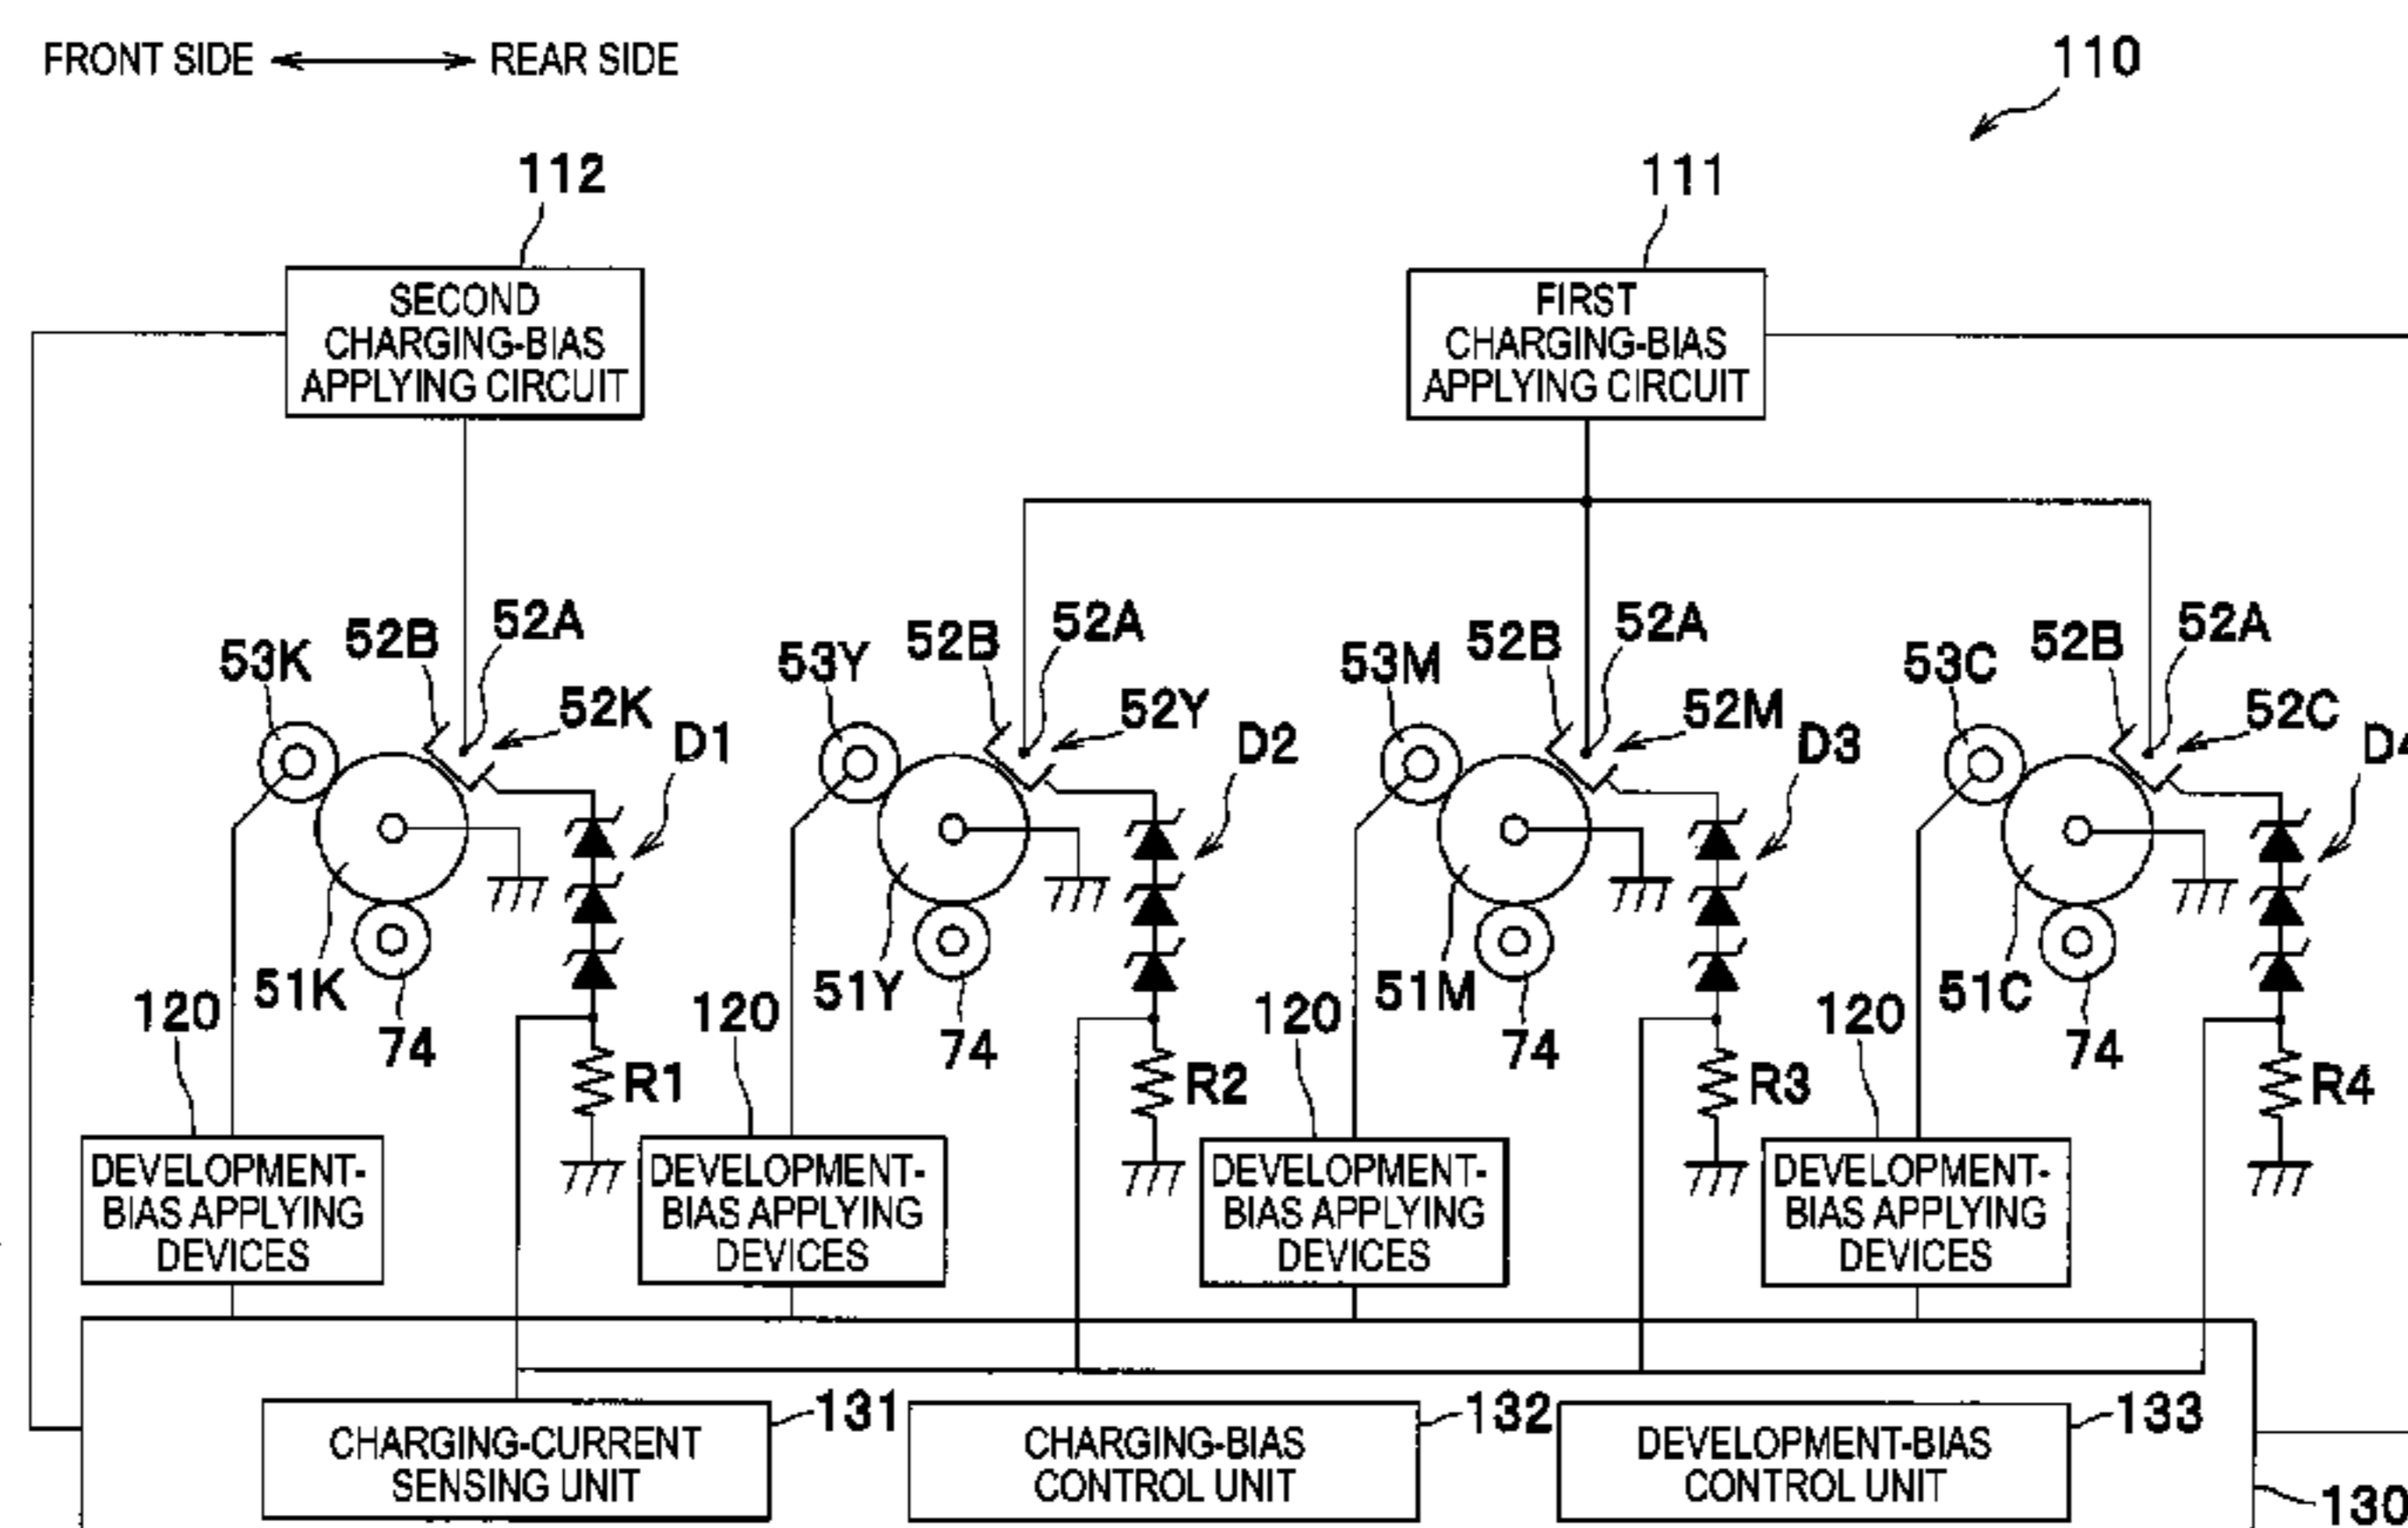 FRONT SIDE REAR SIDE
110
112
111
SECOND
CHARGING-BIAS
APPLYING CIRCUIT
FIRST
CHARGING-BIAS
APPLYING CIRCUIT
53K 52B 52A
52K
D1
53Y 52B 52A
52Y
D2
53M 52B 52A
52M
D3
53C 52B 52A
52C
D4
51K
74
120
R1
51Y
74
120
R2
51M
74
120
R3
51C
74
120
R4
DEVELOPMENT-
BIAS APPLYING
DEVICES
DEVELOPMENT-
BIAS APPLYING
DEVICES
DEVELOPMENT-
BIAS APPLYING
DEVICES
DEVELOPMENT-
BIAS APPLYING
DEVICES
131
CHARGING-CURRENT
SENSING UNIT
132
CHARGING-BIAS
CONTROL UNIT
133
DEVELOPMENT-BIAS
CONTROL UNIT
130